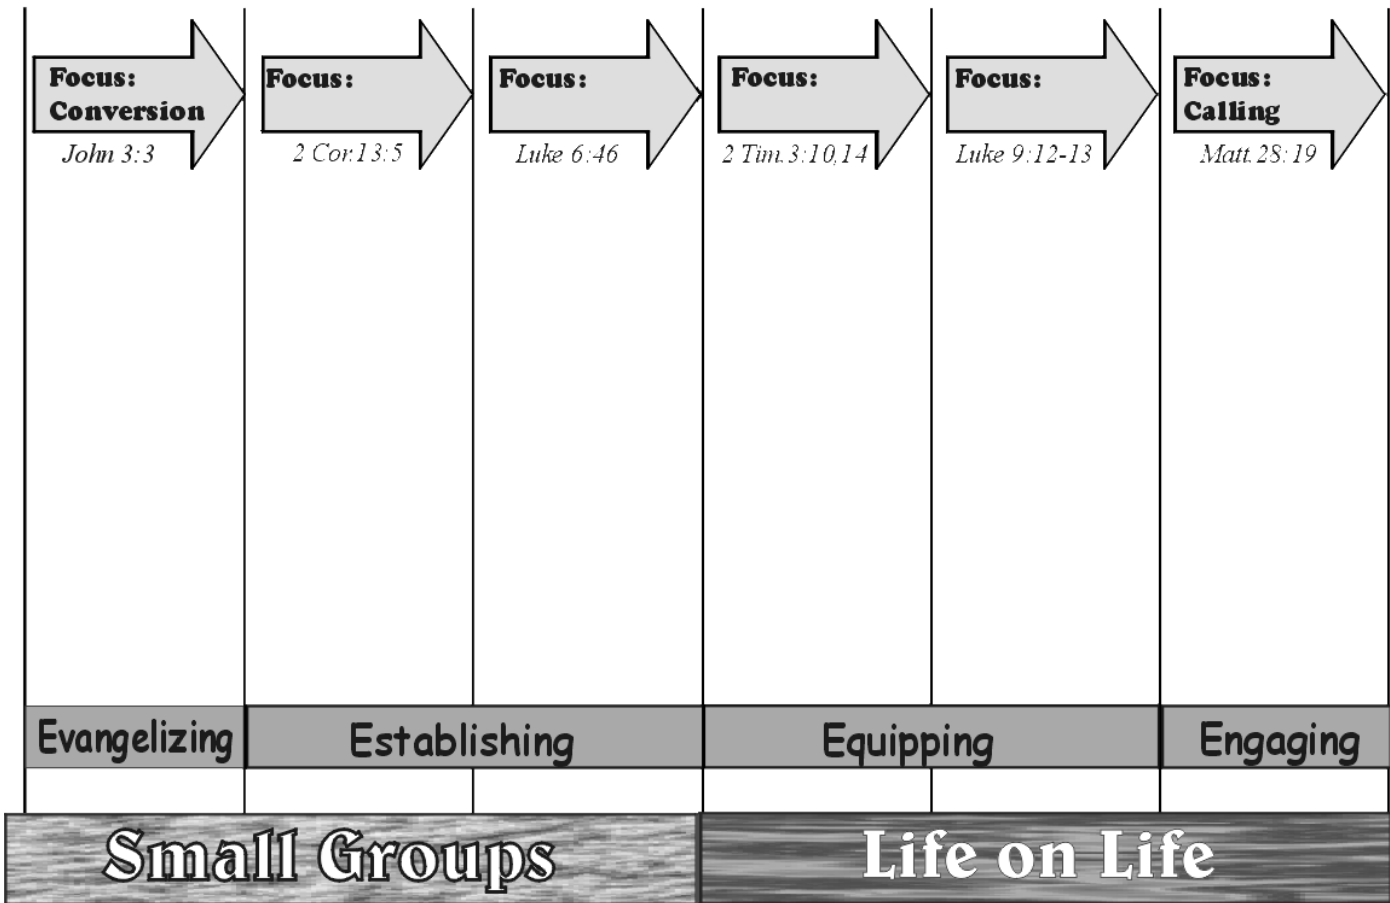 Focus:
Conversion
John 3:3
Focus:
2 Cor.13:5
Focus:
Luke 6:46
Focus:
2 Tim.3:10,14
Focus:
Luke 9:12-13
Focus:
Calling
Matt.28:19
Evangelizing
Establishing
Equipping
Engaging
Small Groups
Life on Life